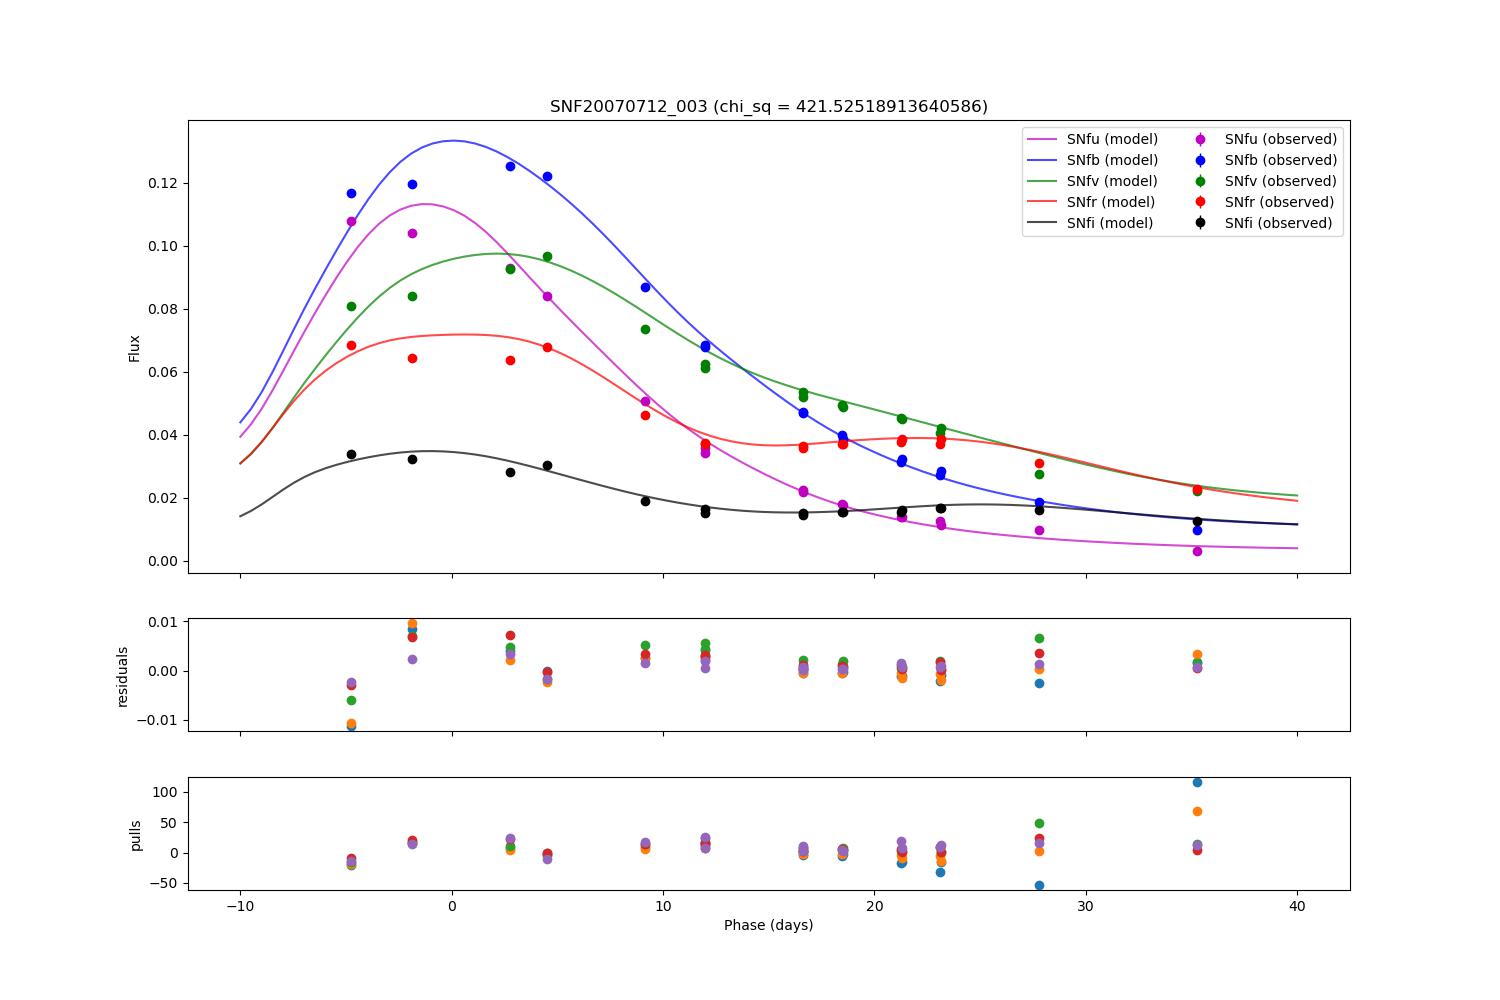 SNF20070712_003 (chi_sq = 421.52518913640586)
SNfu (model) SNfu (observed)
SNfb (model) SNfb (observed)
SNfv (model) SNfv (observed)
SNfr (model) SNfr (observed)
SNfi (model) SNfi (observed)
Flux
0.12
0.10
0.08
0.06
0.04
0.02
0.00
residuals
0.01
0.00
−0.01
pulls
100
50
0
−50
−10 0 10 20 30 40
Phase (days)